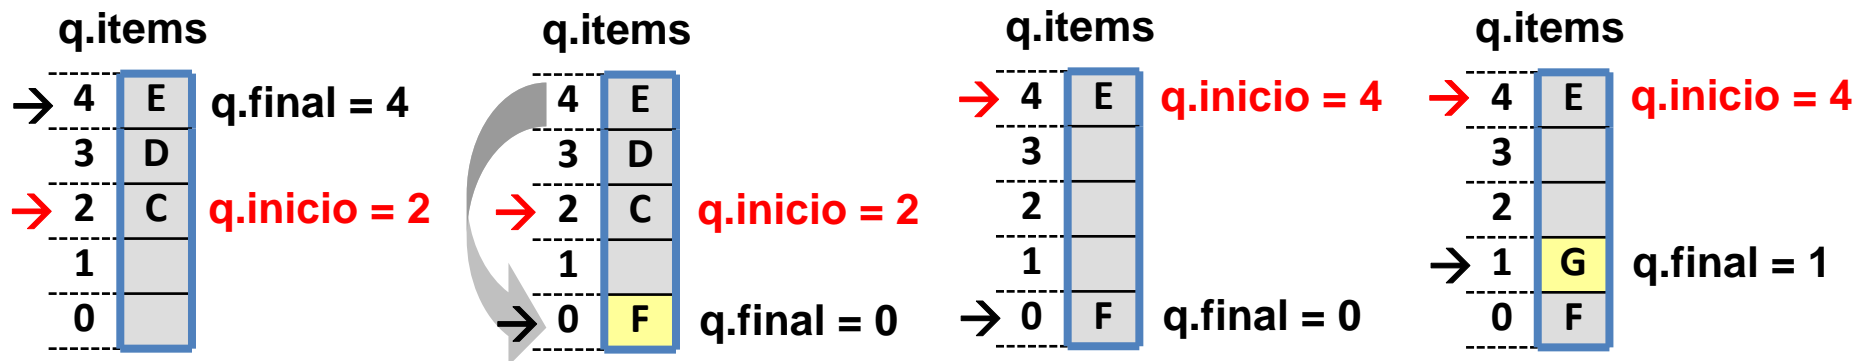 q.items
4 E q.final = 4
3 D
2 C q.inicio = 2
1
0
q.items
4 E
3 D
2 C q.inicio = 2
1
0 F q.final = 0
q.items
4 E q.inicio = 4
3
2
1
0 F q.final = 0
q.items
4 E q.inicio = 4
3
2
1 G q.final = 1
0 F